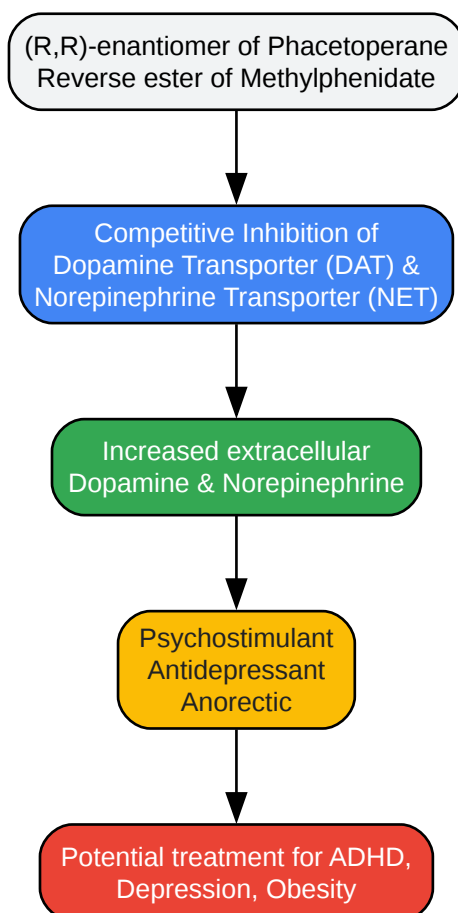 (R,R)-enantiomer of Phacetoperane
Reverse ester of Methylphenidate
Competitive Inhibition of
Dopamine Transporter (DAT) &
Norepinephrine Transporter (NET)
Increased extracellular
Dopamine & Norepinephrine
Psychostimulant
Antidepressant
Anorectic
Potential treatment for ADHD,
Depression, Obesity